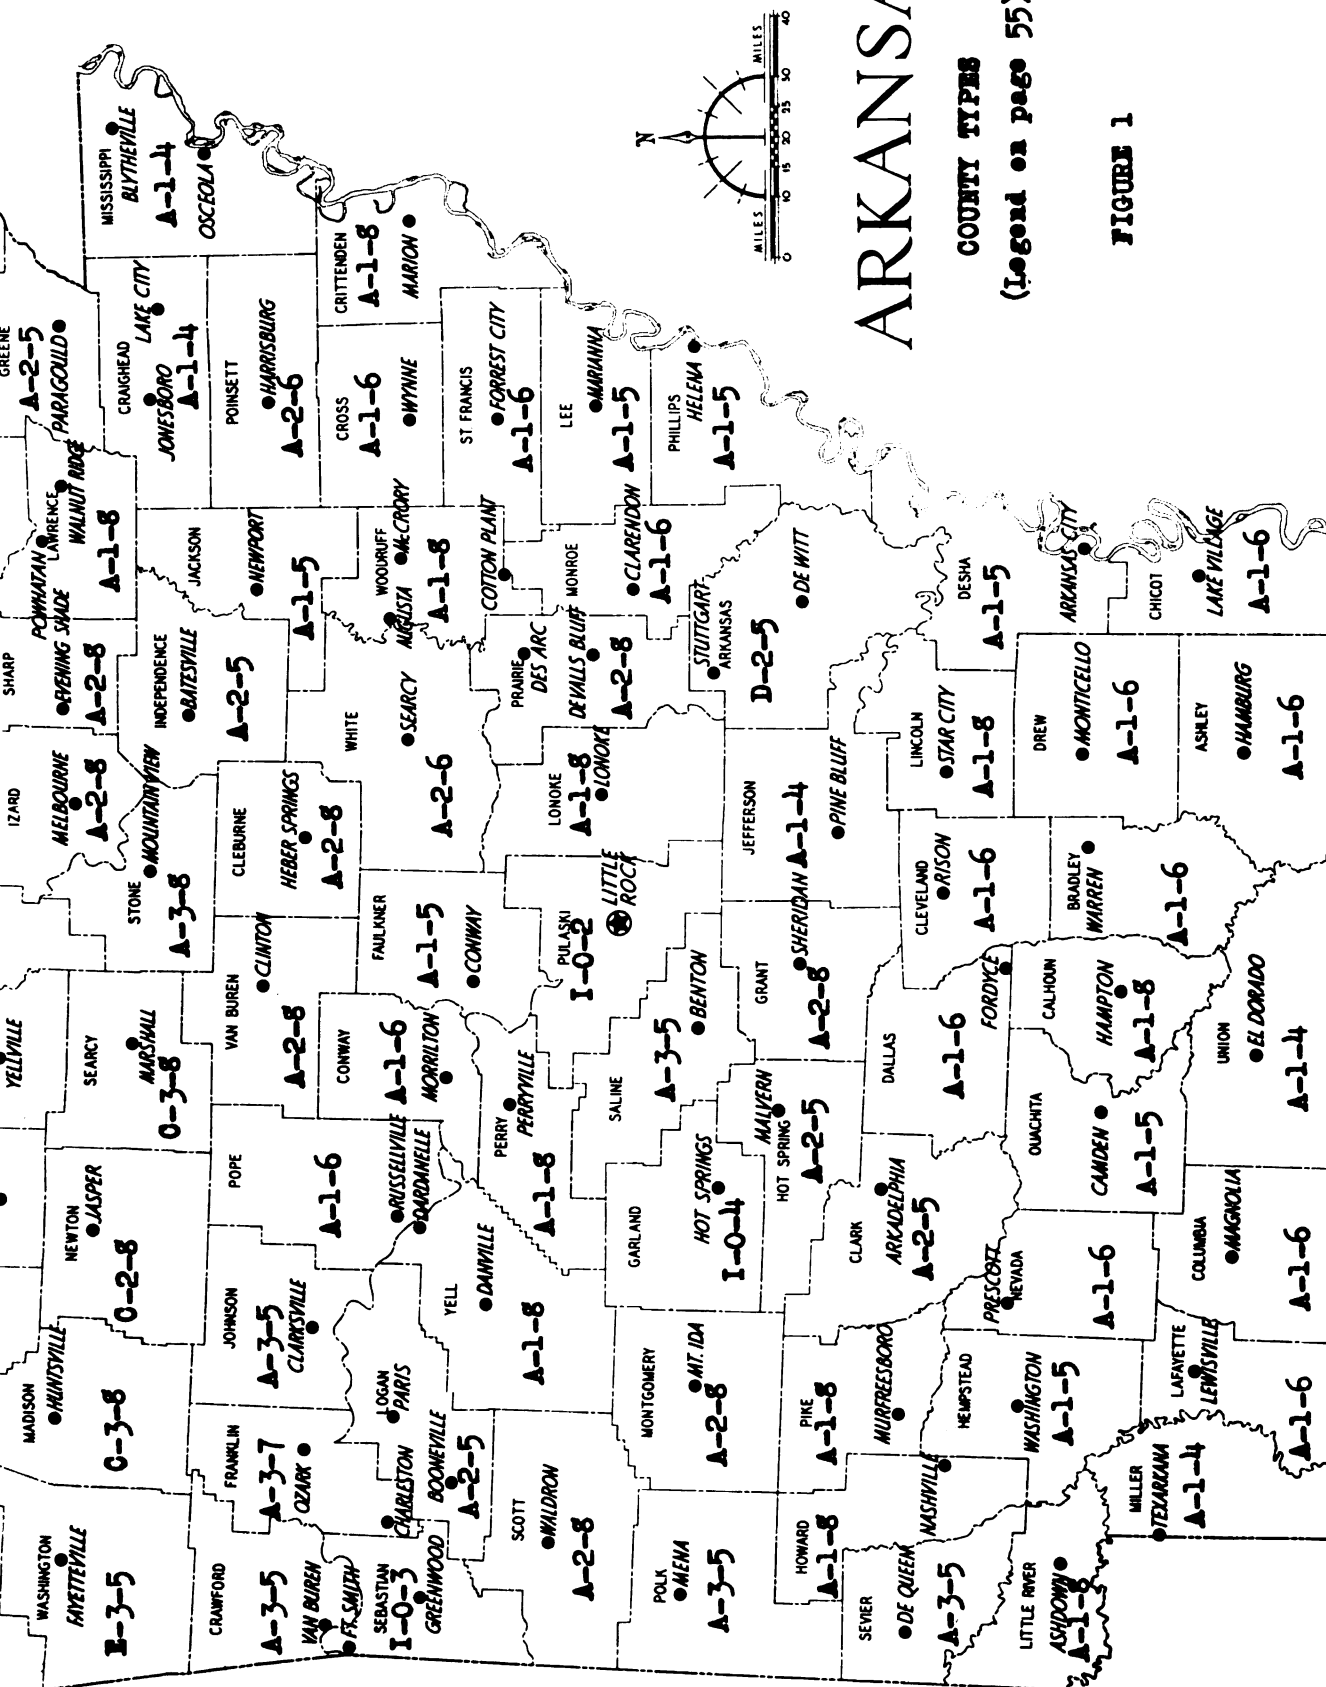 ARKANSA
COUNTY TYPES
(Legend on page 55
FIGURE 1
N
MILES
MILES
0 10 15 20 25 30 40
WASHINGTON
FAYETTEVILLE
E-3-5
MADISON
HUNTSVILLE
C-3-8
NEWTON
JASPER
C-2-8
SEARCY
MARSHALL
C-3-8
YELLVILLE
STONE
MOUNTAIN VIEW
A-3-8
IZARD
MELBOURNE
A-2-8
SHARP
EVENING SHADE
A-2-8
POWHATAN
LAWRENCE
WALNUT RIDGE
A-1-8
GREENE
A-2-5
PARAGOULD
MISSISSIPPI
BLYTHEVILLE
A-1-4
OSCEOLA
CRAIGHEAD
LAKE CITY
JONESBORO
A-1-4
INDEPENDENCE
BATESVILLE
A-2-5
JACKSON
NEWPORT
A-1-5
POINSETT
HARRISBURG
A-2-6
CRAWFORD
A-3-5
VAN BUREN
FRANKLIN
A-3-7
OZARK
CHARLESTON
JOHNSON
A-3-5
CLARKSVILLE
POPE
A-1-6
RUSSELLVILLE
VAN BUREN
CLINTON
A-2-8
CLEBURNE
HEBER SPRINGS
A-2-8
WHITE
SEARCY
A-2-6
WOODRUFF
McCRORY
AUGUSTA
A-1-8
COTTON PLANT
CROSS
A-1-6
WYNNE
CRITTENDEN
A-1-8
MARION
FT. SMITH
SEBASTIAN
I-0-3
GREENWOOD
LOGAN
PARIS
BOONEVILLE
A-2-5
DARDANELLE
YELL
DANVILLE
A-1-8
CONWAY
A-1-6
MORRILTON
FAULKNER
A-1-5
CONWAY
ST FRANCIS
FORREST CITY
A-1-6
SCOTT
WALDRON
A-2-8
PERRY
PERRYVILLE
A-1-8
PULASKI
I-0-2
LITTLE
ROCK
LONOKE
A-1-8
LONOKE
PRAIRIE
DES ARC
DEVALLS BLUFF
A-2-8
MONROE
CLARENDON
A-1-6
LEE
MARIANNA
A-1-5
PHILLIPS
HELENA
A-1-5
POLK
MENA
A-3-5
MONTGOMERY
MT. IDA
A-2-8
GARLAND
HOT SPRINGS
I-0-4
SALINE
A-3-5
BENTON
STUTTGART
ARKANSAS
D-2-5
DE WITT
HOWARD
A-1-8
NASHVILLE
PIKE
A-1-8
MURFREESBORO
MALVERN
HOT SPRING
A-2-5
GRANT
SHERIDAN
A-2-8
JEFFERSON
A-1-4
PINE BLUFF
SEVIER
DE QUEEN
A-3-5
CLARK
ARKADELPHIA
A-2-5
DALLAS
A-1-6
FORDYCE
CLEVELAND
RISON
A-1-6
LINCOLN
STAR CITY
A-1-8
DESHA
A-1-5
ARKANSAS CITY
LITTLE RIVER
ASHDOWN
A-1-8
HEMPSTEAD
WASHINGTON
A-1-5
PRESCOTT
NEVADA
A-1-6
OUACHITA
CAMDEN
A-1-5
CALHOUN
HAMPTON
A-1-8
BRADLEY
WARREN
A-1-6
DREW
MONTICELLO
A-1-6
CHICOT
LAKE VILLAGE
A-1-6
MILLER
TEXARKANA
A-1-4
LAFAYETTE
LEWISVILLE
A-1-6
COLUMBIA
MAGNOLIA
A-1-6
UNION
EL DORADO
A-1-4
ASHLEY
HAMBURG
A-1-6